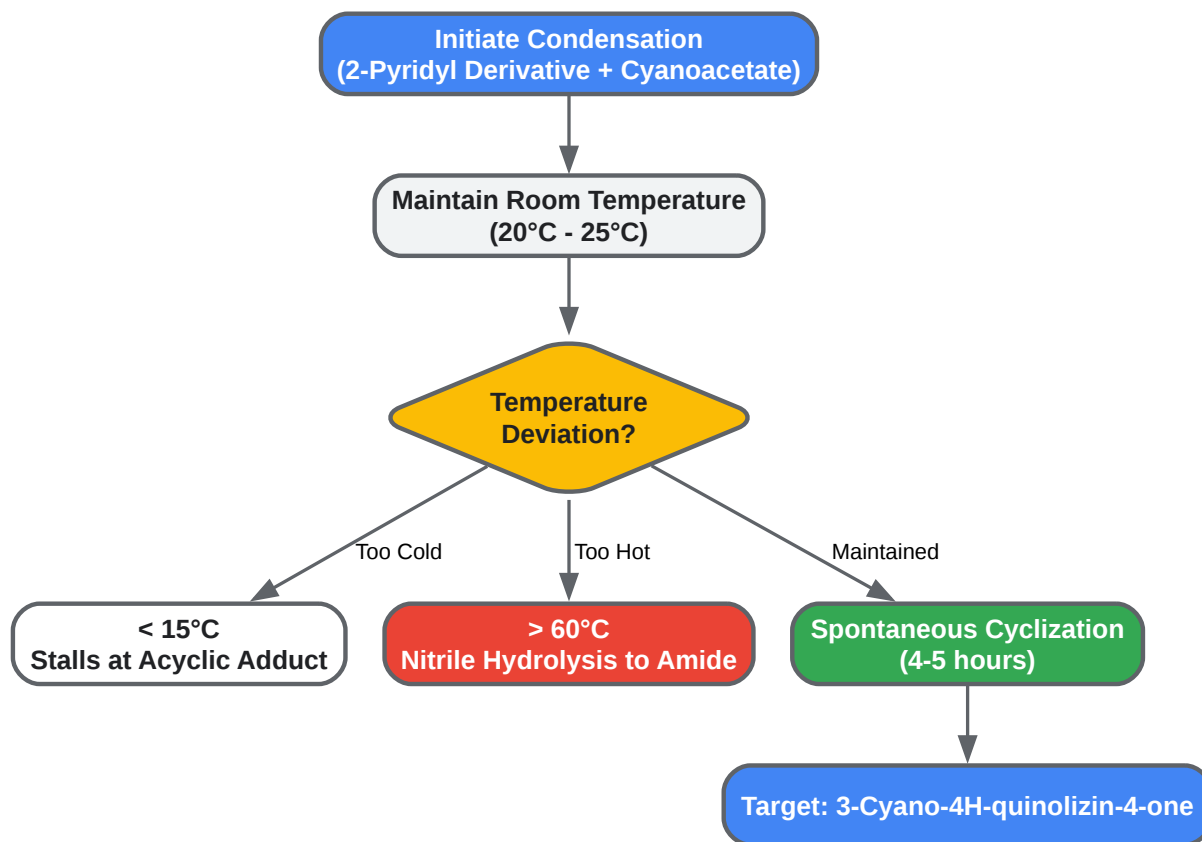 Initiate Condensation
(2-Pyridyl Derivative + Cyanoacetate)
Maintain Room Temperature
(20°C - 25°C)
Temperature
Deviation?
Too Cold
Too Hot
Maintained
< 15°C
Stalls at Acyclic Adduct
> 60°C
Nitrile Hydrolysis to Amide
Spontaneous Cyclization
(4-5 hours)
Target: 3-Cyano-4H-quinolizin-4-one